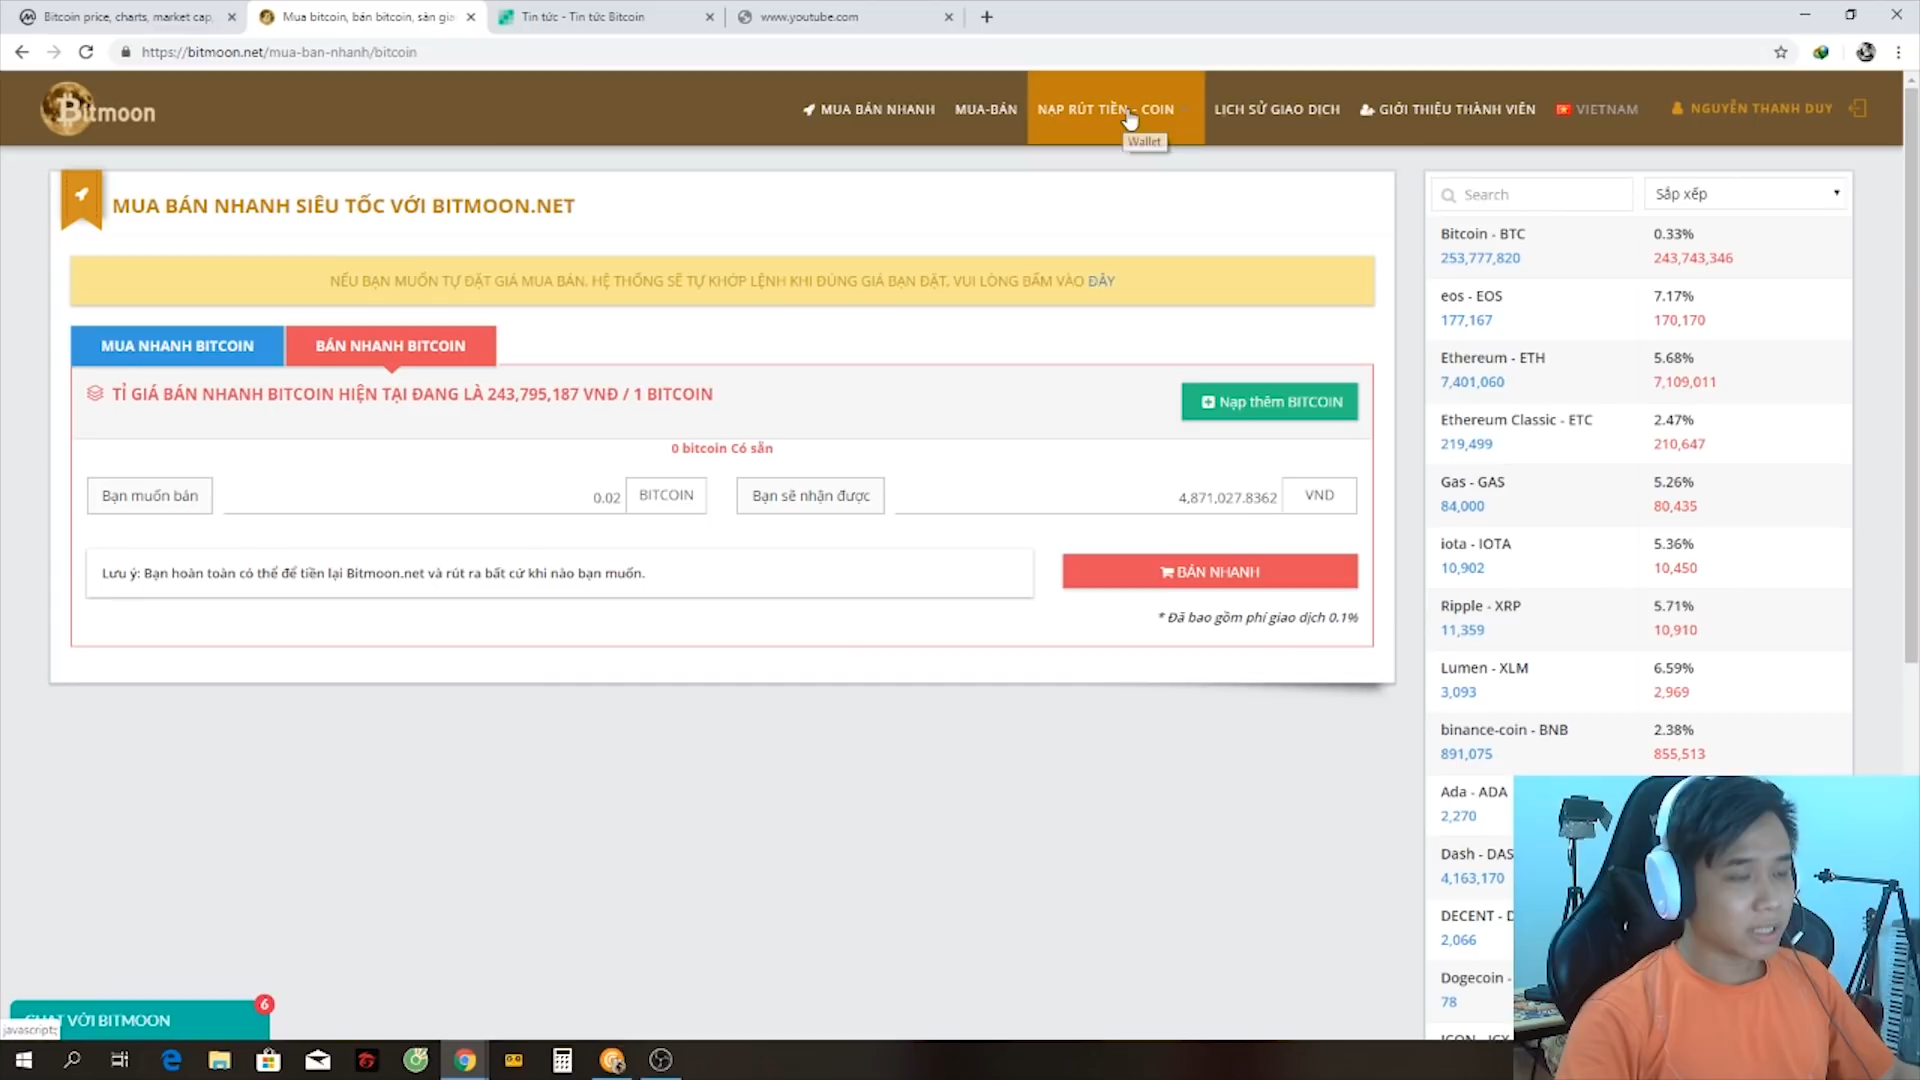 Bitcoin price, charts, market cap,
Mua bitcoin, bán bitcoin, sàn gia
Tin tức - Tin tức Bitcoin
www.youtube.com
https://bitmoon.net/mua-ban-nhanh/bitcoin
Bitmoon
MUA BÁN NHANH
MUA-BÁN
NẠP RÚT TIỀN - COIN
LỊCH SỬ GIAO DỊCH
GIỚI THIỆU THÀNH VIÊN
VIETNAM
NGUYỄN THANH DUY
Wallet
MUA BÁN NHANH SIÊU TỐC VỚI BITMOON.NET
NẾU BẠN MUỐN TỰ ĐẶT GIÁ MUA BÁN. HỆ THỐNG SẼ TỰ KHỚP LỆNH KHI ĐÚNG GIÁ BẠN ĐẶT, VUI LÒNG BẤM VÀO ĐÂY
MUA NHANH BITCOIN
BÁN NHANH BITCOIN
TỈ GIÁ BÁN NHANH BITCOIN HIỆN TẠI ĐANG LÀ 243,795,187 VNĐ / 1 BITCOIN
Nạp thêm BITCOIN
0 bitcoin Có sẵn
Bạn muốn bán
0.02
BITCOIN
Bạn sẽ nhận được
4,871,027.8362
VND
Lưu ý: Bạn hoàn toàn có thể để tiền lại Bitmoon.net và rút ra bất cứ khi nào bạn muốn.
BÁN NHANH
* Đã bao gồm phí giao dịch 0.1%
Search
Sắp xếp
Bitcoin - BTC 0.33%
253,777,820 243,743,346
eos - EOS 7.17%
177,167 170,170
Ethereum - ETH 5.68%
7,401,060 7,109,011
Ethereum Classic - ETC 2.47%
219,499 210,647
Gas - GAS 5.26%
84,000 80,435
iota - IOTA 5.36%
10,902 10,450
Ripple - XRP 5.71%
11,359 10,910
Lumen - XLM 6.59%
3,093 2,969
binance-coin - BNB 2.38%
891,075 855,513
Ada - ADA
2,270
Dash - DAS
4,163,170
DECENT - D
2,066
Dogecoin -
78
ICON - ICX
6
CHAT VỚI BITMOON
javascript: